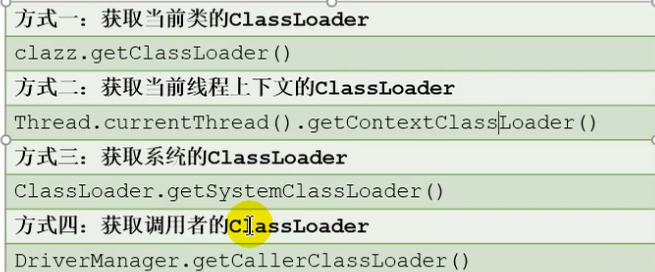 方式一：获取当前类的ClassLoader
clazz.getClassLoader()
方式二：获取当前线程上下文的ClassLoader
Thread.currentThread().getContextClassLoader()
方式三：获取系统的ClassLoader
ClassLoader.getSystemClassLoader()
方式四：获取调用者的ClassLoader
DriverManager.getCallerClassLoader()